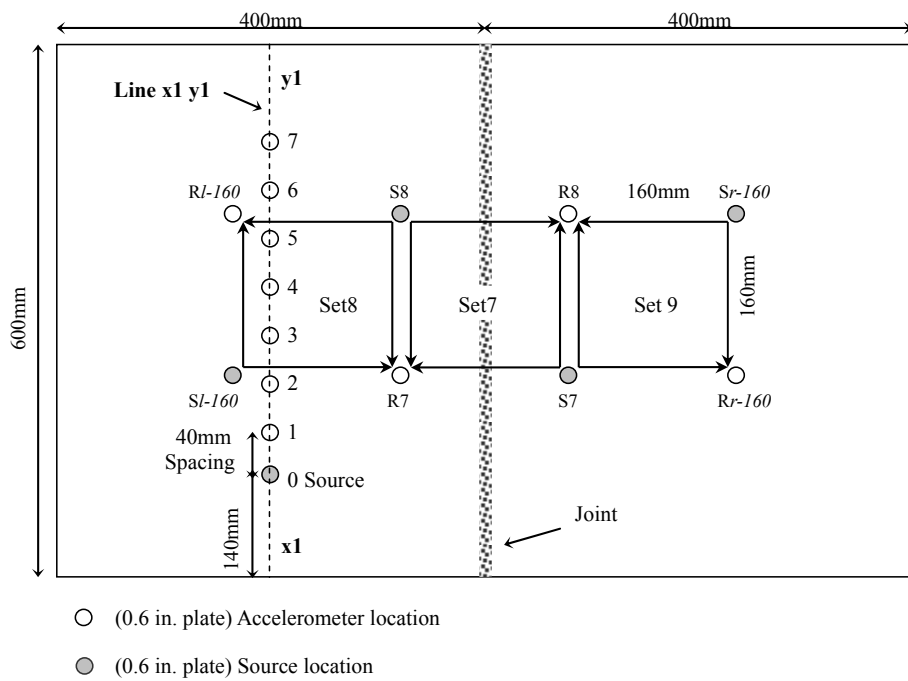 400mm
400mm
600mm
y1
Line x1 y1
7
6
Rl-160
S8
R8
160mm
Sr-160
5
4
Set8
Set7
Set 9
160mm
3
2
Sl-160
R7
S7
Rr-160
1
40mm
Spacing
0 Source
140mm
x1
Joint
(0.6 in. plate) Accelerometer location
(0.6 in. plate) Source location